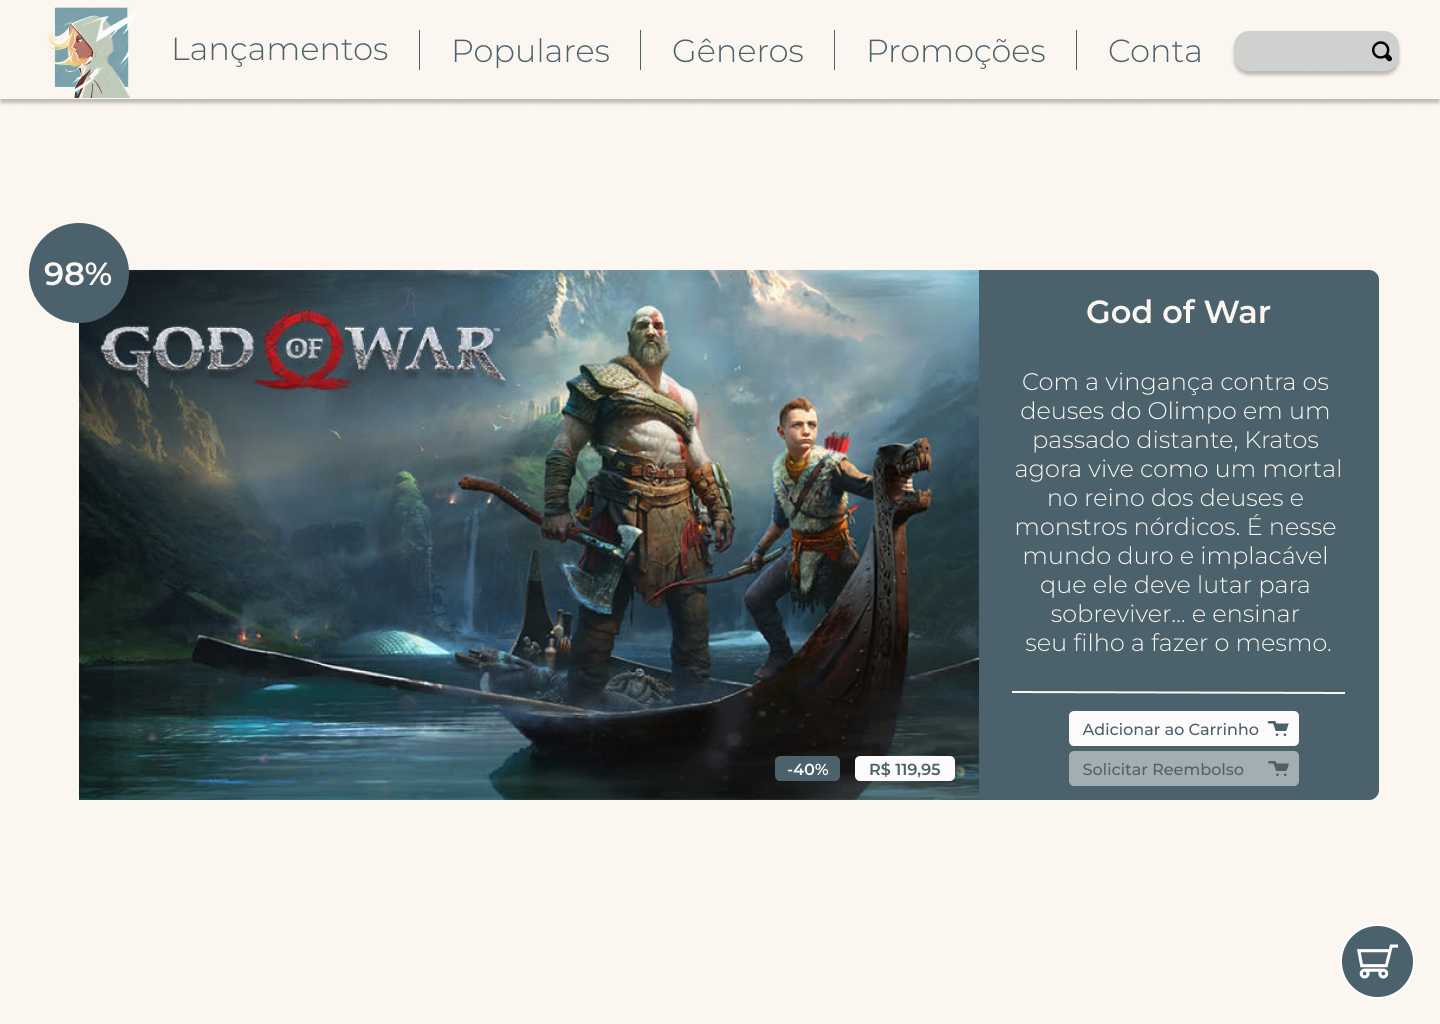 Lançamentos
Populares
Gêneros
Promoções
Conta
98%
GOD OF WAR™
God of War
Com a vingança contra os
deuses do Olimpo em um
passado distante, Kratos
agora vive como um mortal
no reino dos deuses e
monstros nórdicos. É nesse
mundo duro e implacável
que ele deve lutar para
sobreviver... e ensinar
seu filho a fazer o mesmo.
Adicionar ao Carrinho
Solicitar Reembolso
-40%
R$ 119,95